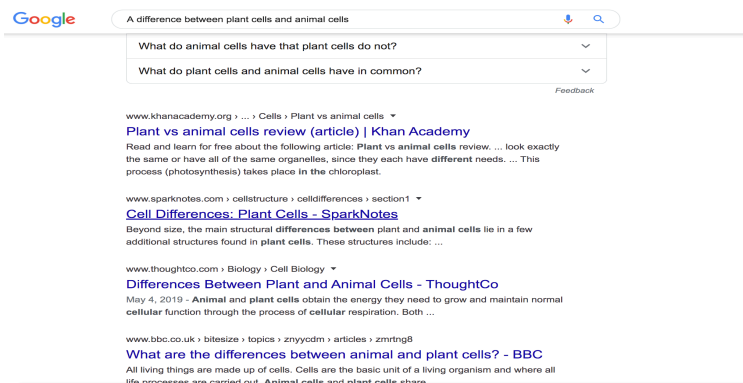 Google
A difference between plant cells and animal cells
What do animal cells have that plant cells do not?
What do plant cells and animal cells have in common?
Feedback
www.khanacademy.org › ... › Cells › Plant vs animal cells
Plant vs animal cells review (article) | Khan Academy
Read and learn for free about the following article: Plant vs animal cells review. ... look exactly
the same or have all of the same organelles, since they each have different needs. ... This
process (photosynthesis) takes place in the chloroplast.
www.sparknotes.com › cellstructure › celldifferences › section1
Cell Differences: Plant Cells - SparkNotes
Beyond size, the main structural differences between plant and animal cells lie in a few
additional structures found in plant cells. These structures include: ...
www.thoughtco.com › Biology › Cell Biology
Differences Between Plant and Animal Cells - ThoughtCo
May 4, 2019 - Animal and plant cells obtain the energy they need to grow and maintain normal
cellular function through the process of cellular respiration. Both ...
www.bbc.co.uk › bitesize › topics › znyycdm › articles › zmrtng8
What are the differences between animal and plant cells? - BBC
All living things are made up of cells. Cells are the basic unit of a living organism and where all
life processes are carried out. Animal cells and plant cells share